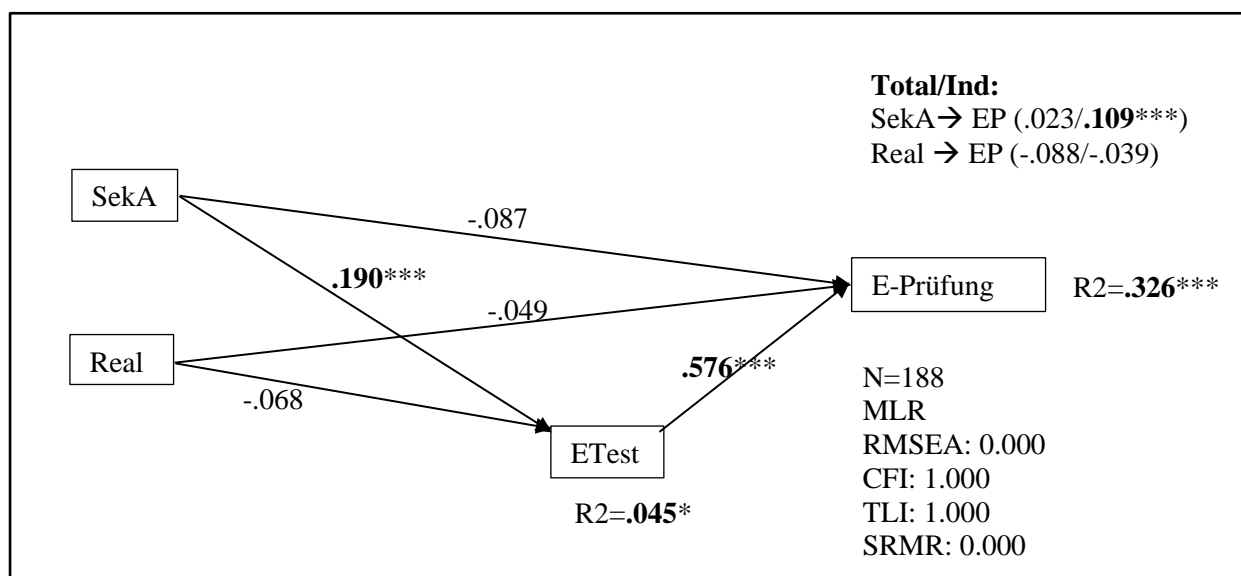 Total/Ind:
SekA→ EP (.023/.109***)
Real → EP (-.088/-.039)
SekA
-.087
.190***
E-Prüfung
R2=.326***
-.049
Real
.576***
-.068
N=188
MLR
RMSEA: 0.000
CFI: 1.000
TLI: 1.000
SRMR: 0.000
ETest
R2=.045*